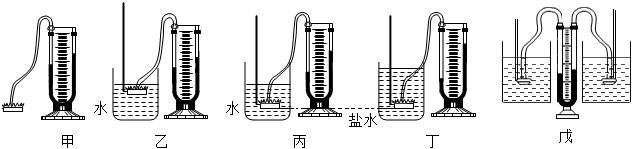 水 水 盐水
甲 乙 丙 丁 戊